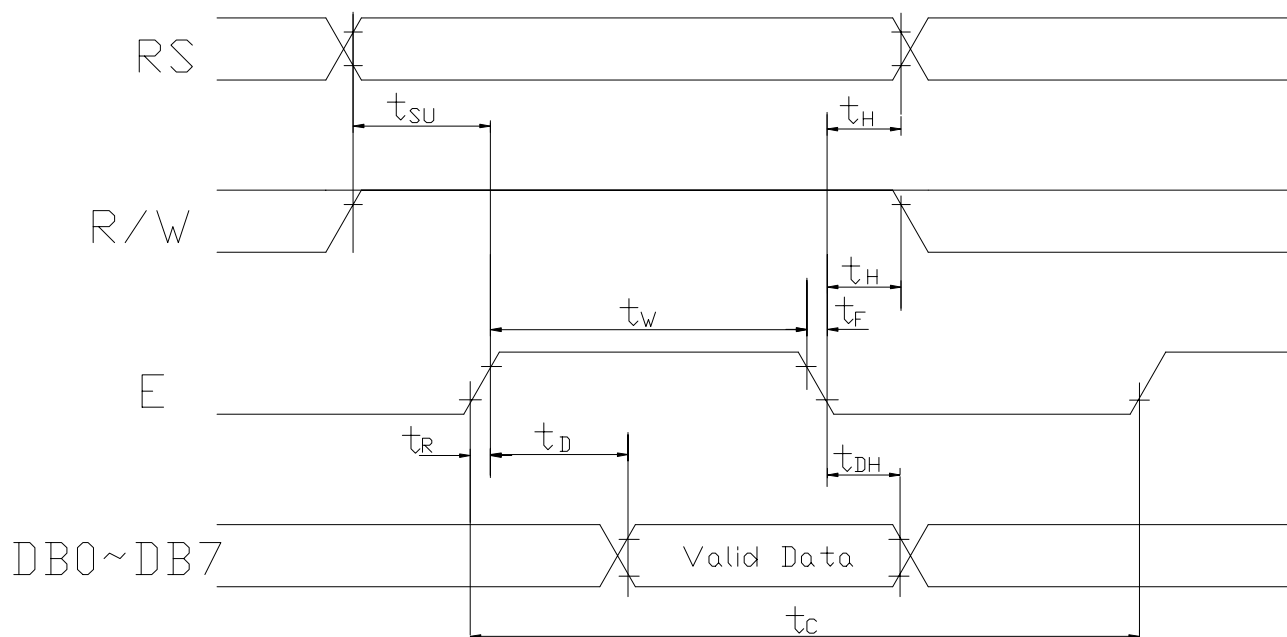 RS
tSU
tH
R/W
tH
tW
tF
E
tR
tD
tDH
DB0~DB7
Valid Data
tC